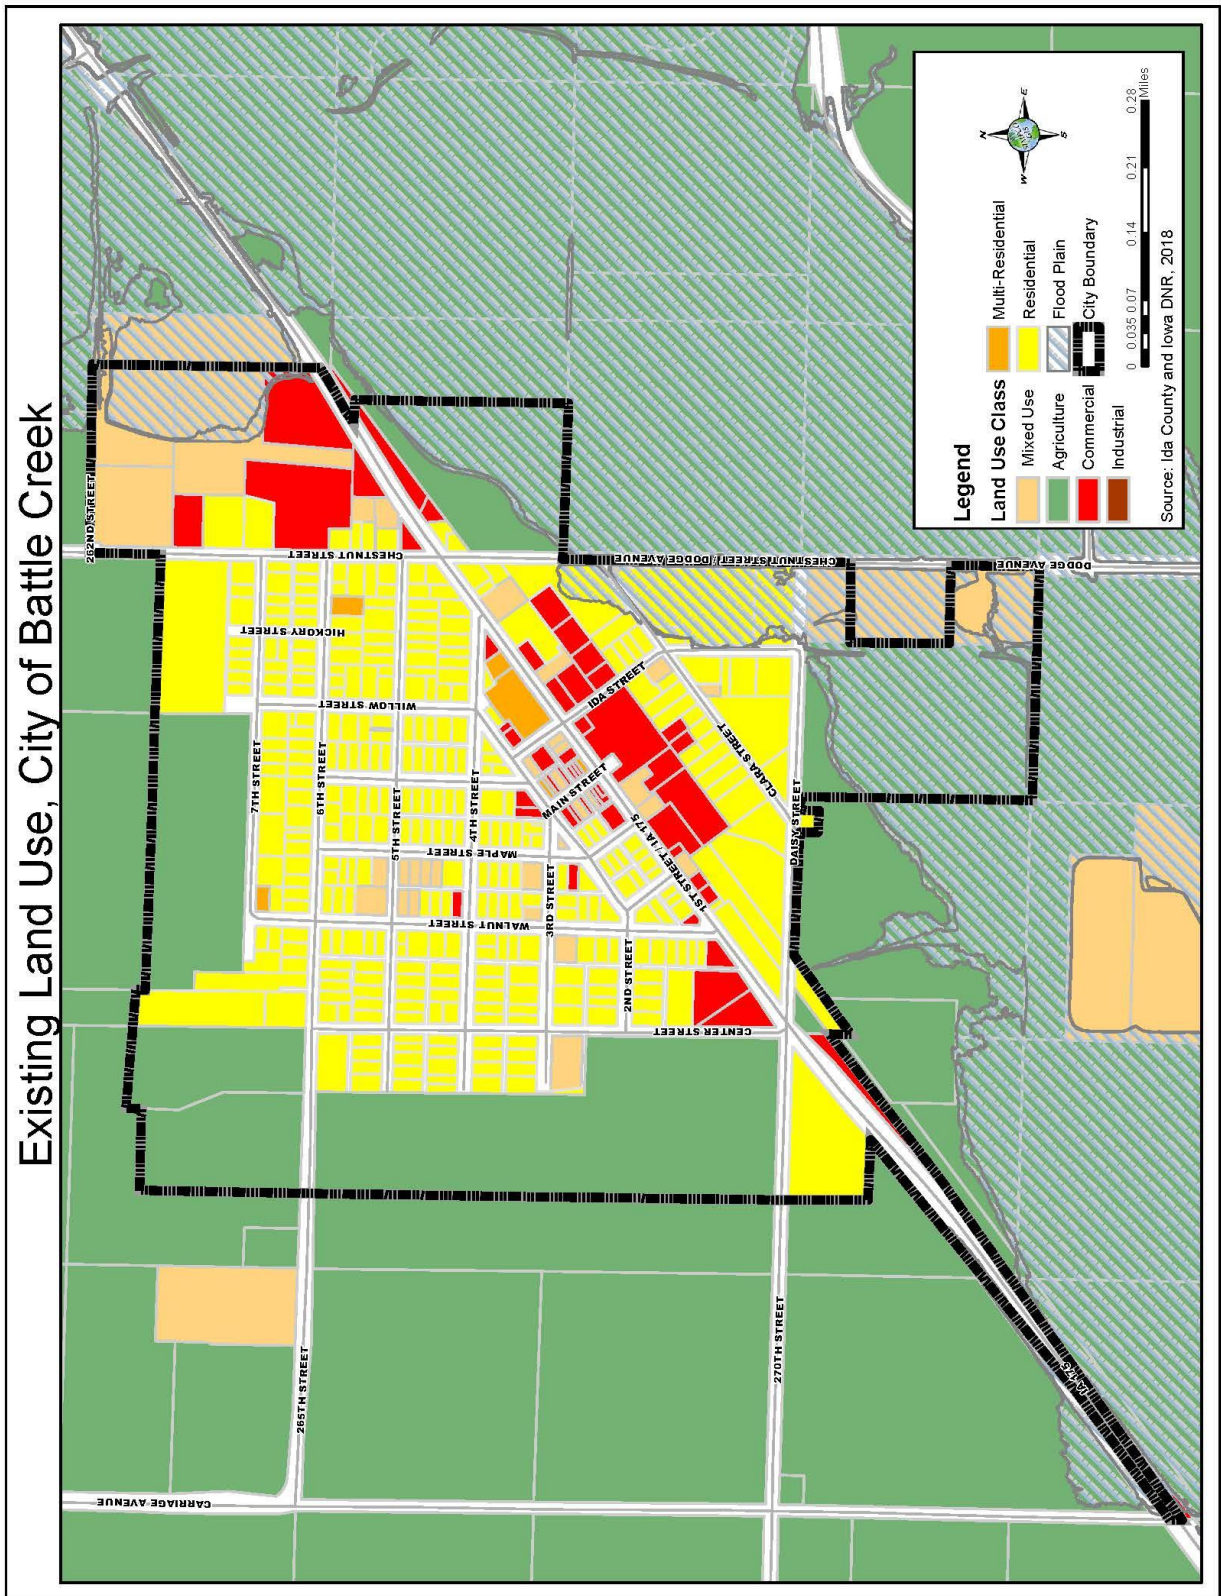 Existing Land Use, City of Battle Creek
262ND STREET
CHESTNUT STREET
HICKORY STREET
WILLOW STREET
7TH STREET
6TH STREET
5TH STREET
4TH STREET
MAPLE STREET
MAIN STREET
IDA STREET
3RD STREET
WALNUT STREET
2ND STREET
1ST STREET / IA 175
CENTER STREET
CLARA STREET
DAISY STREET
CHESTNUT STREET / DODGE AVENUE
DODGE AVENUE
265TH STREET
270TH STREET
CARRIAGE AVENUE
IA 175
Legend
Land Use Class
Mixed Use
Agriculture
Commercial
Industrial
Multi-Residential
Residential
Flood Plain
City Boundary
N
W
E
S
0 0.035 0.07 0.14 0.21 0.28
Miles
Source: Ida County and Iowa DNR, 2018